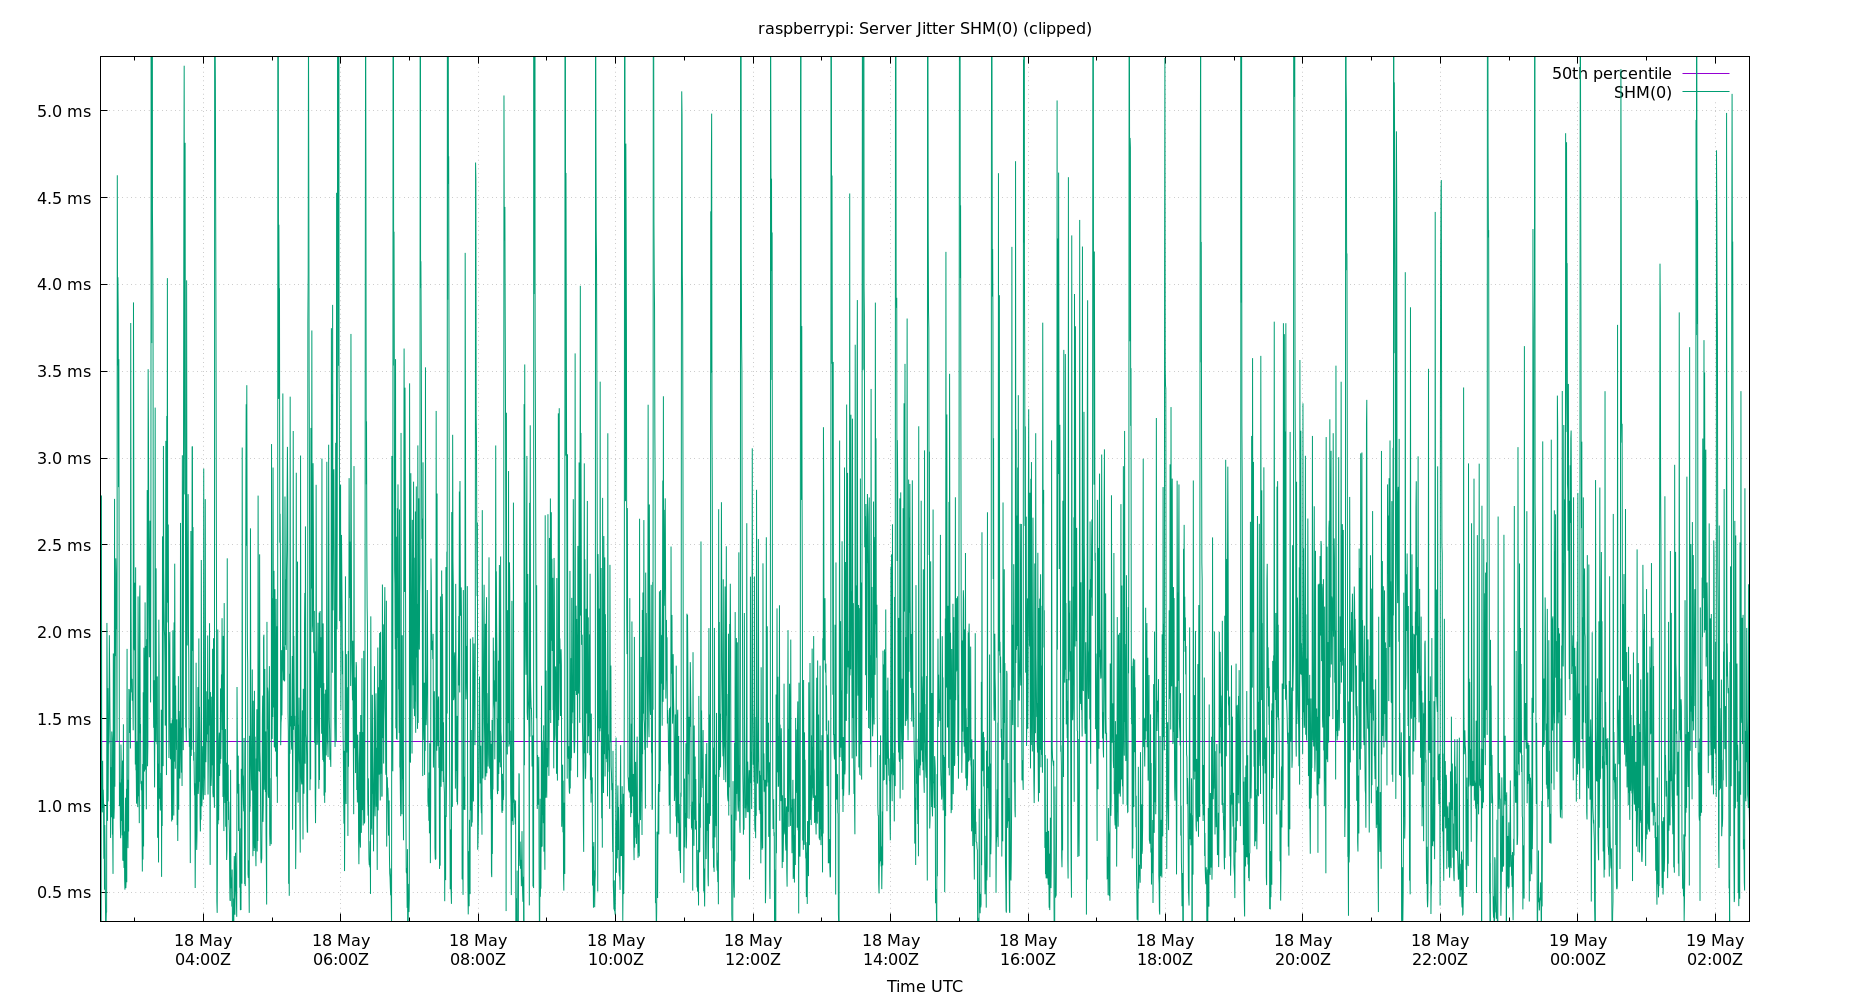 raspberrypi: Server Jitter SHM(0) (clipped)
50th percentile
SHM(0)
5.0 ms
4.5 ms
4.0 ms
3.5 ms
3.0 ms
2.5 ms
2.0 ms
1.5 ms
1.0 ms
0.5 ms
18 May 18 May 18 May 18 May 18 May 18 May 18 May 18 May 18 May 18 May 19 May 19 May
04:00Z 06:00Z 08:00Z 10:00Z 12:00Z 14:00Z 16:00Z 18:00Z 20:00Z 22:00Z 00:00Z 02:00Z
Time UTC